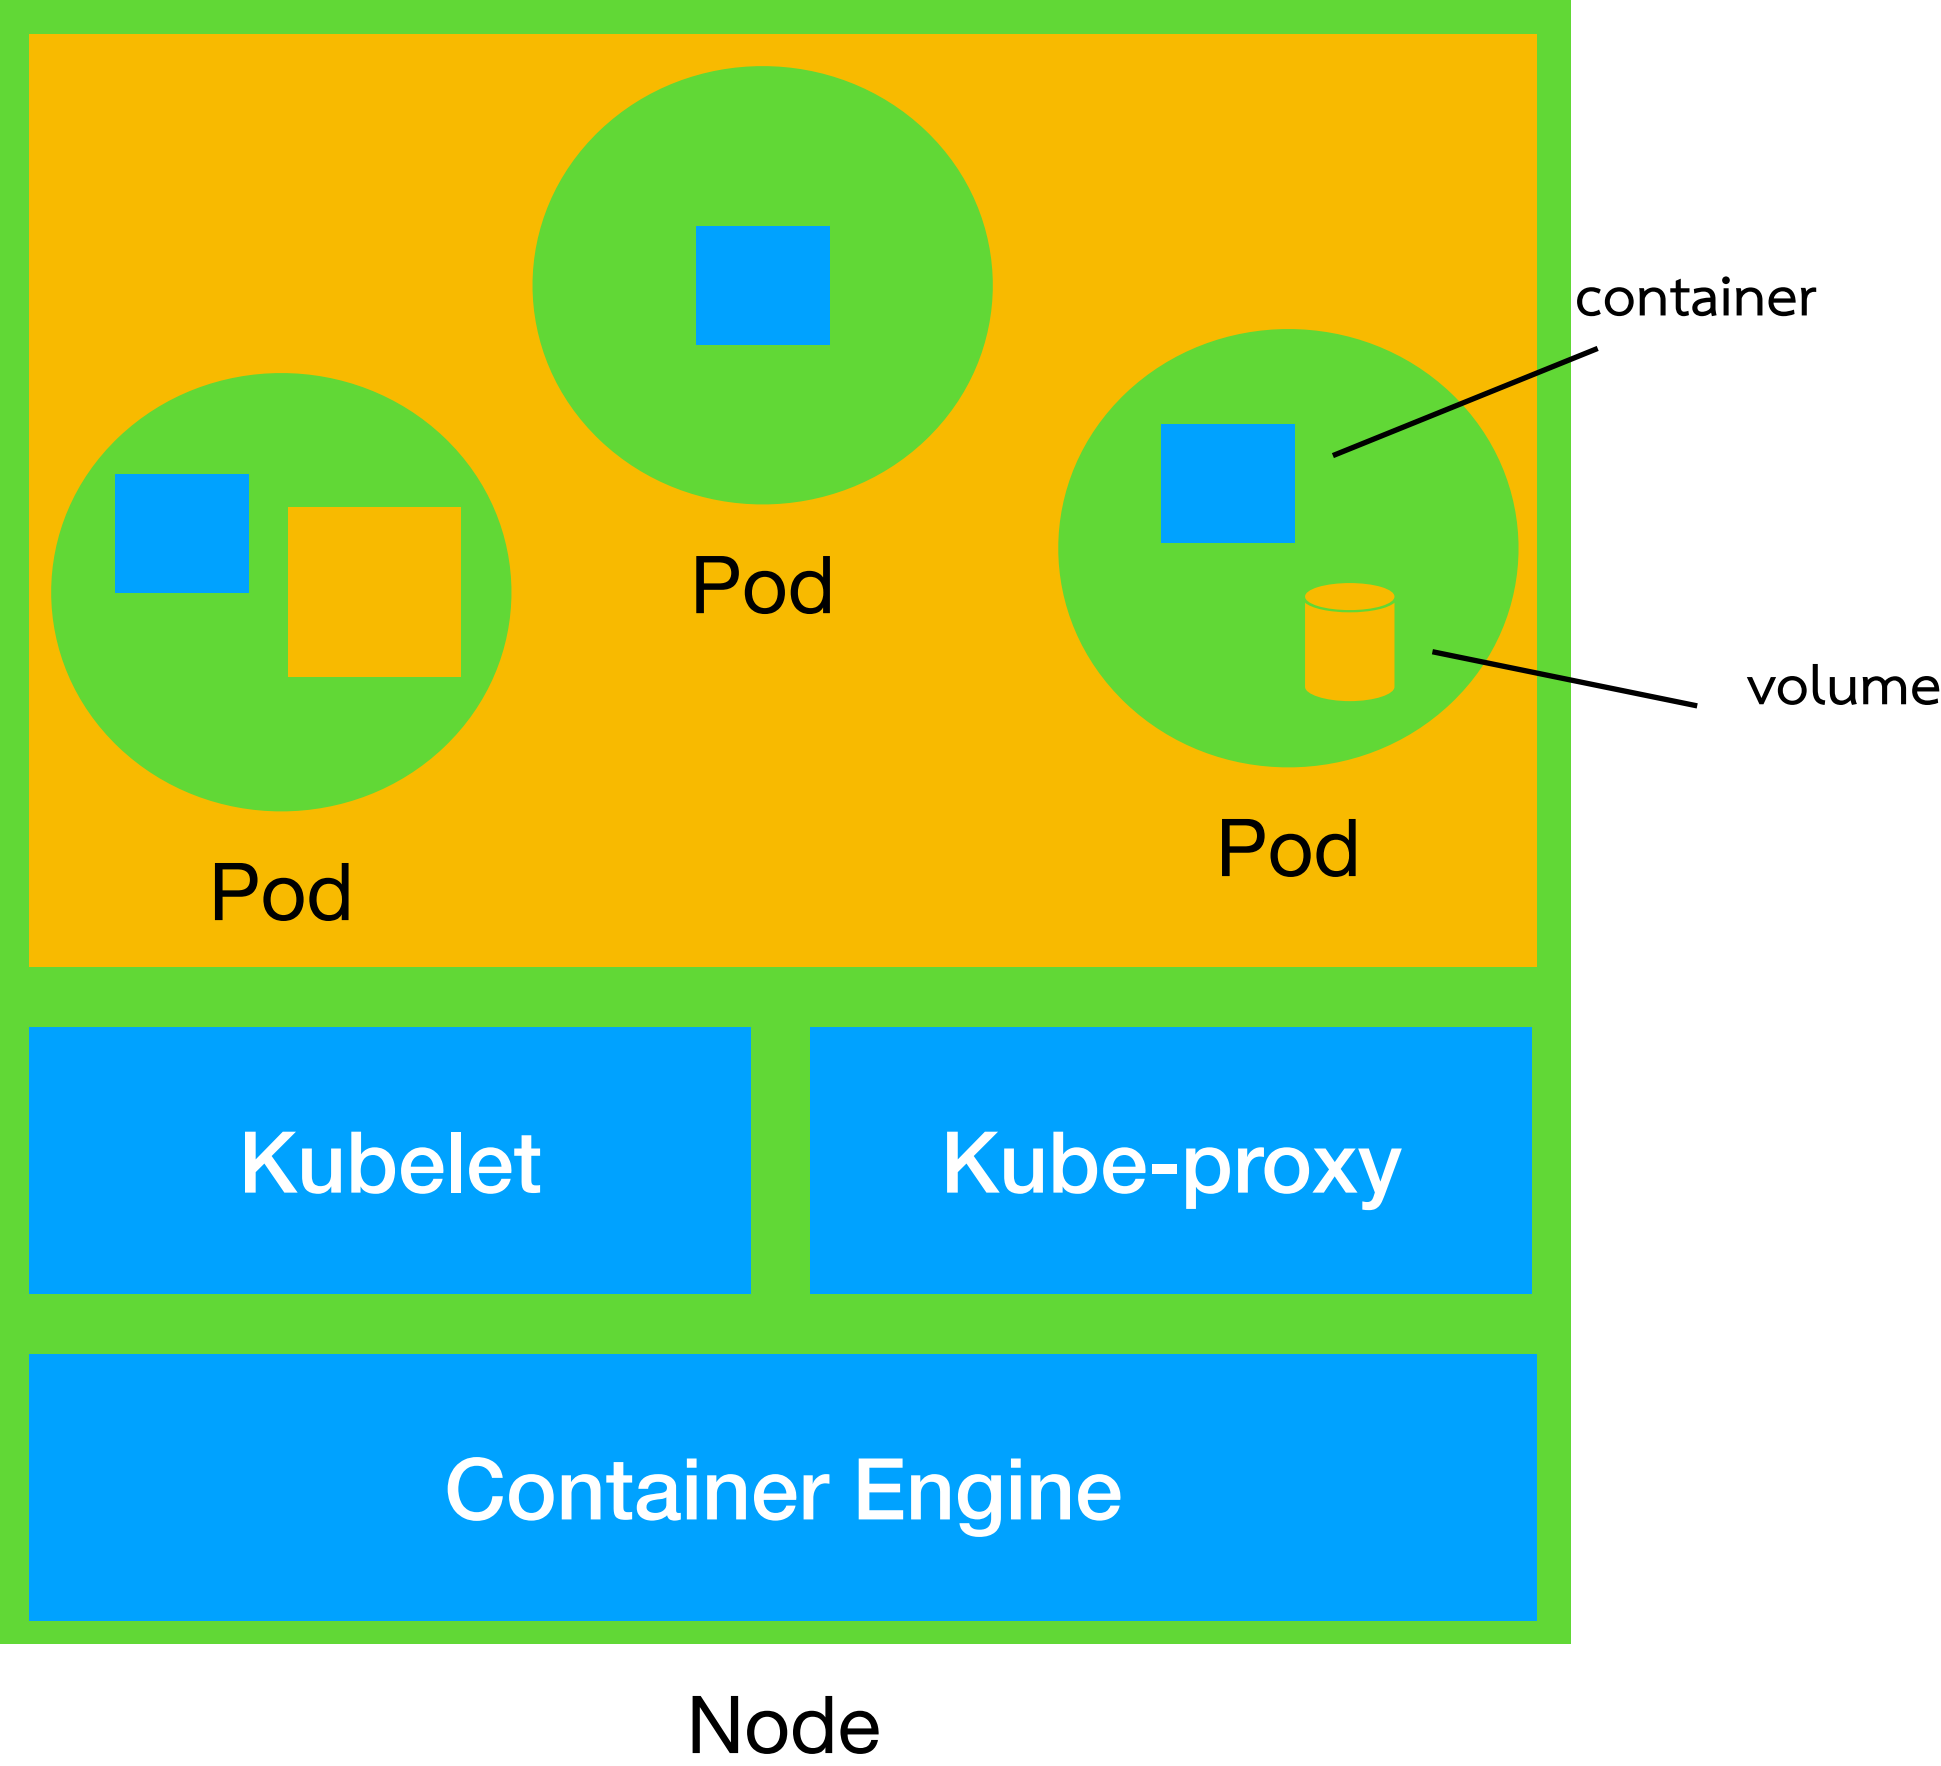 container
Pod
volume
Pod
Pod
Kubelet
Kube-proxy
Container Engine
Node